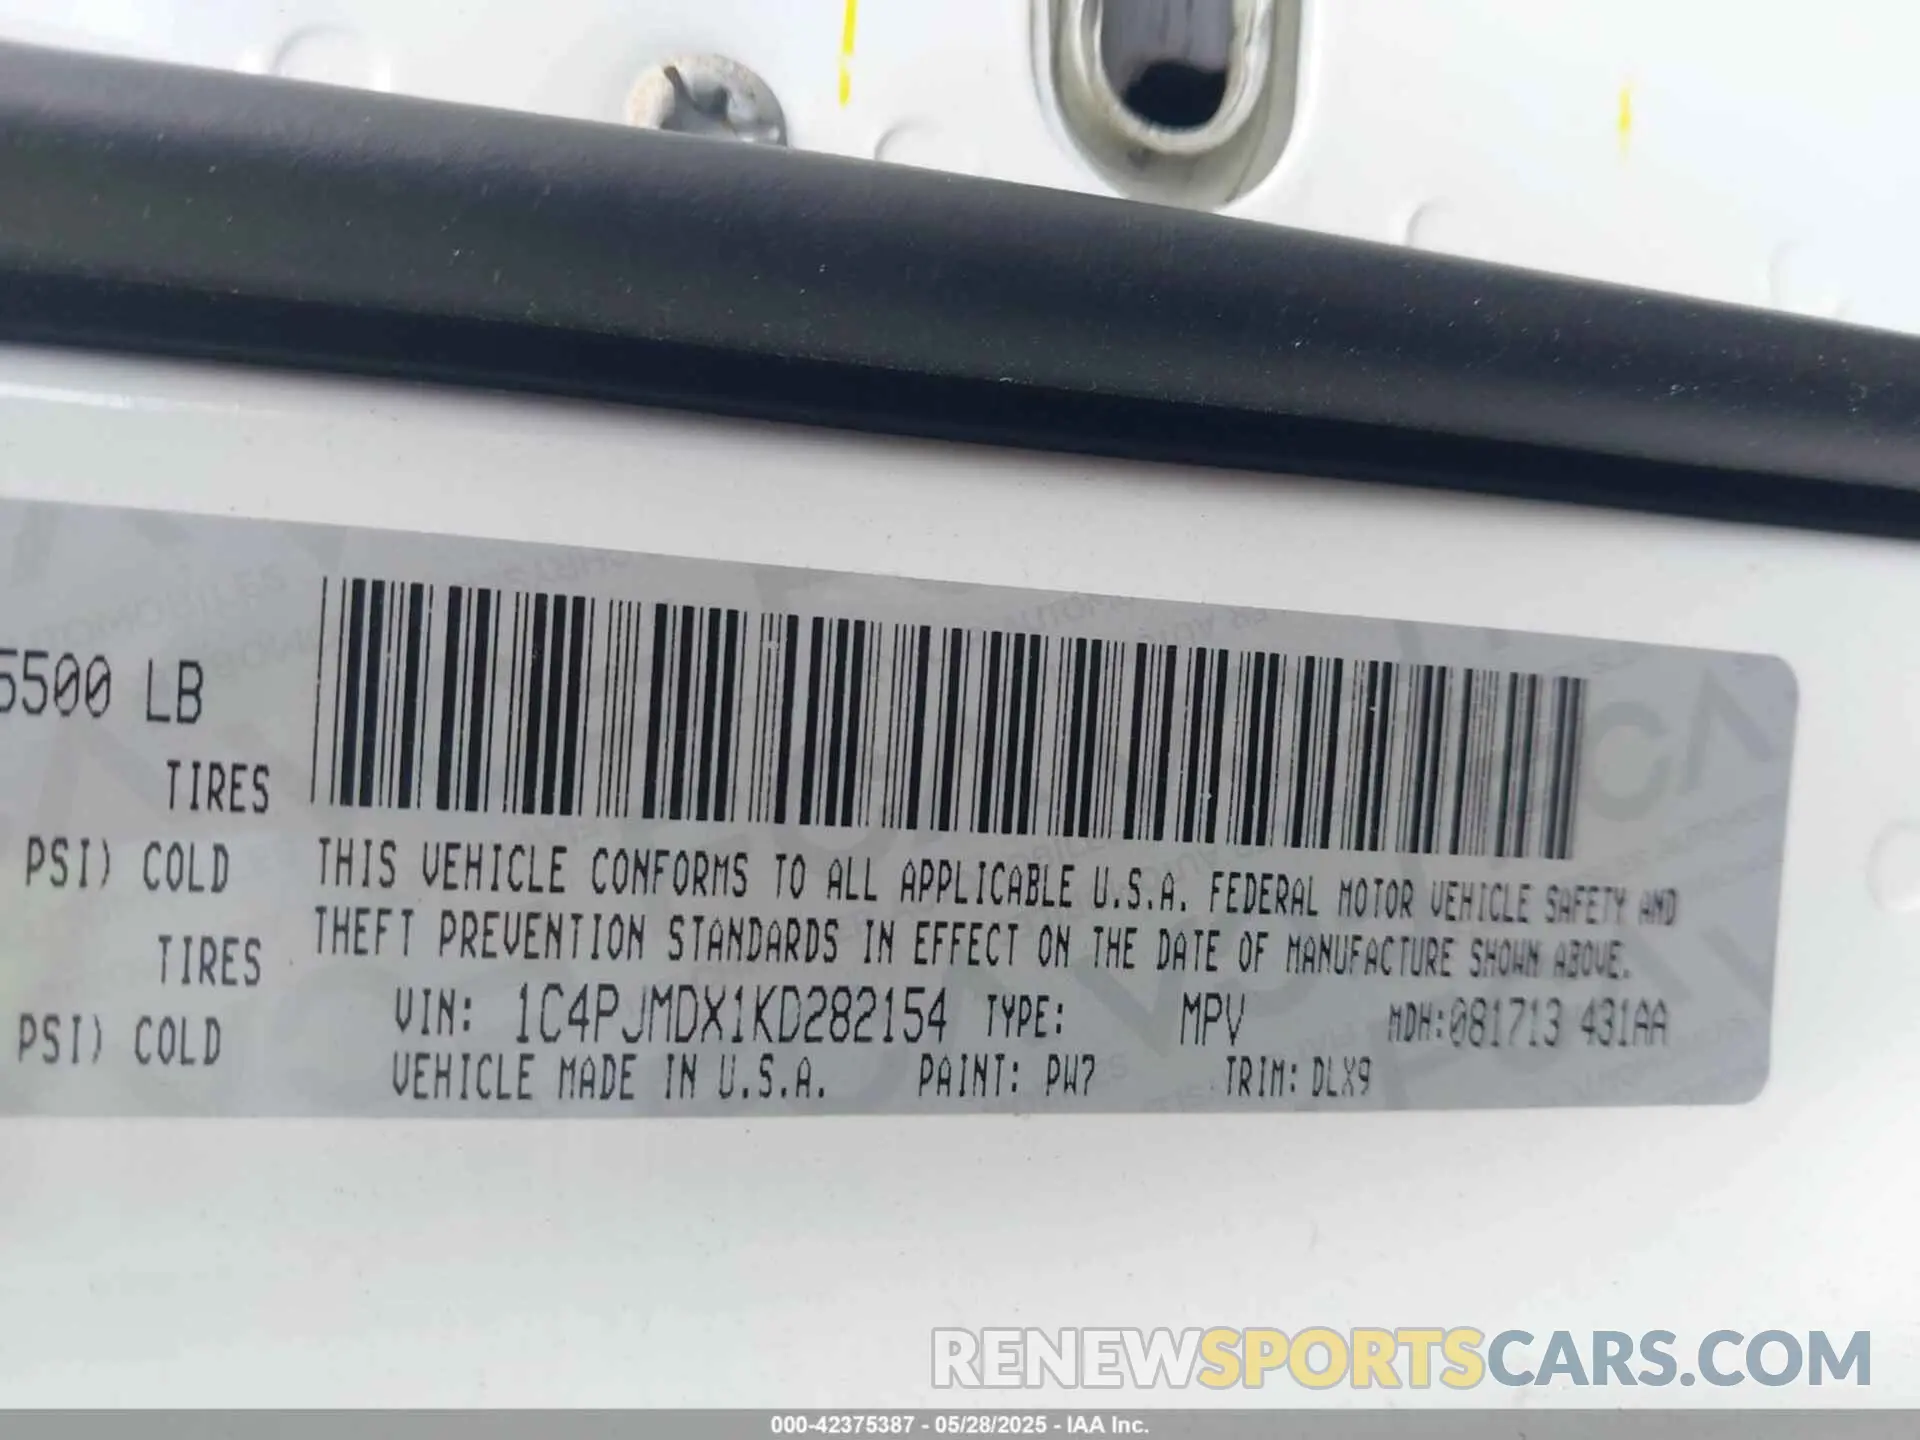 5500 LB
TIRES
PSI) COLD
TIRES
PSI) COLD
THIS VEHICLE CONFORMS TO ALL APPLICABLE U.S.A. FEDERAL MOTOR VEHICLE SAFETY AND
THEFT PREVENTION STANDARDS IN EFFECT ON THE DATE OF MANUFACTURE SHOWN ABOVE.
VIN: 1C4PJMDX1KD282154 TYPE: MPV MDH:081713 431AA
VEHICLE MADE IN U.S.A. PAINT: PW7 TRIM: DLX9
RENEWSPORTSCARS.COM
000-42375387 - 05/28/2025 - IAA Inc.